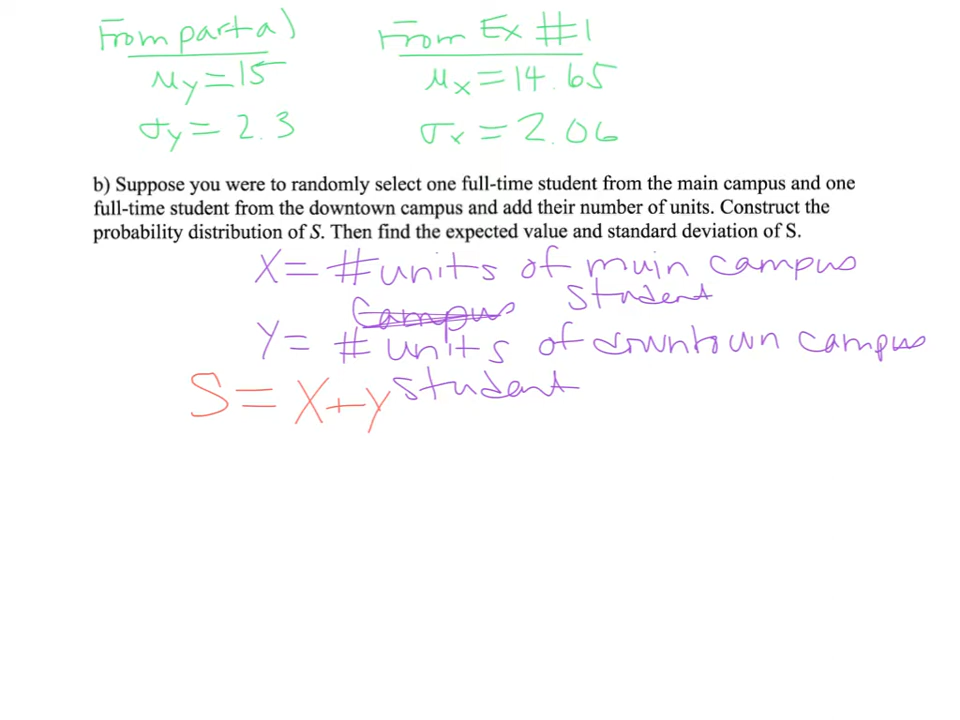 From part a)
From Ex #1
μy = 15
μx = 14.65
σy = 2.3
σx = 2.06
b) Suppose you were to randomly select one full-time student from the main campus and one
full-time student from the downtown campus and add their number of units. Construct the
probability distribution of S. Then find the expected value and standard deviation of S.
X = # units of main campus
Campus student
Y = # units of downtown campus
student
S = X + Y